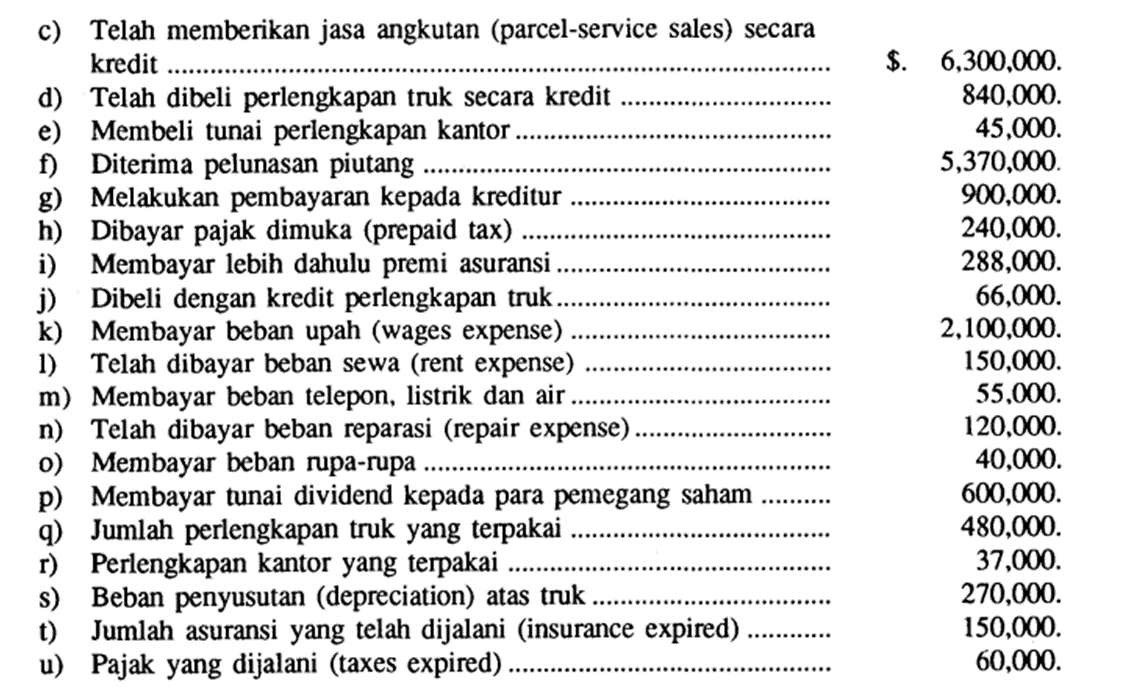 c) Telah memberikan jasa angkutan (parcel-service sales) secara
kredit ........................................................................................ $. 6,300,000.
d) Telah dibeli perlengkapan truk secara kredit ............................ 840,000.
e) Membeli tunai perlengkapan kantor .......................................... 45,000.
f) Diterima pelunasan piutang ...................................................... 5,370,000.
g) Melakukan pembayaran kepada kreditur .................................. 900,000.
h) Dibayar pajak dimuka (prepaid tax) ......................................... 240,000.
i) Membayar lebih dahulu premi asuransi .................................... 288,000.
j) Dibeli dengan kredit perlengkapan truk .................................... 66,000.
k) Membayar beban upah (wages expense) .................................. 2,100,000.
l) Telah dibayar beban sewa (rent expense) ................................ 150,000.
m) Membayar beban telepon, listrik dan air .................................. 55,000.
n) Telah dibayar beban reparasi (repair expense) .......................... 120,000.
o) Membayar beban rupa-rupa ...................................................... 40,000.
p) Membayar tunai dividend kepada para pemegang saham .......... 600,000.
q) Jumlah perlengkapan truk yang terpakai .................................. 480,000.
r) Perlengkapan kantor yang terpakai ........................................... 37,000.
s) Beban penyusutan (depreciation) atas truk ............................... 270,000.
t) Jumlah asuransi yang telah dijalani (insurance expired) ........... 150,000.
u) Pajak yang dijalani (taxes expired) ........................................... 60,000.